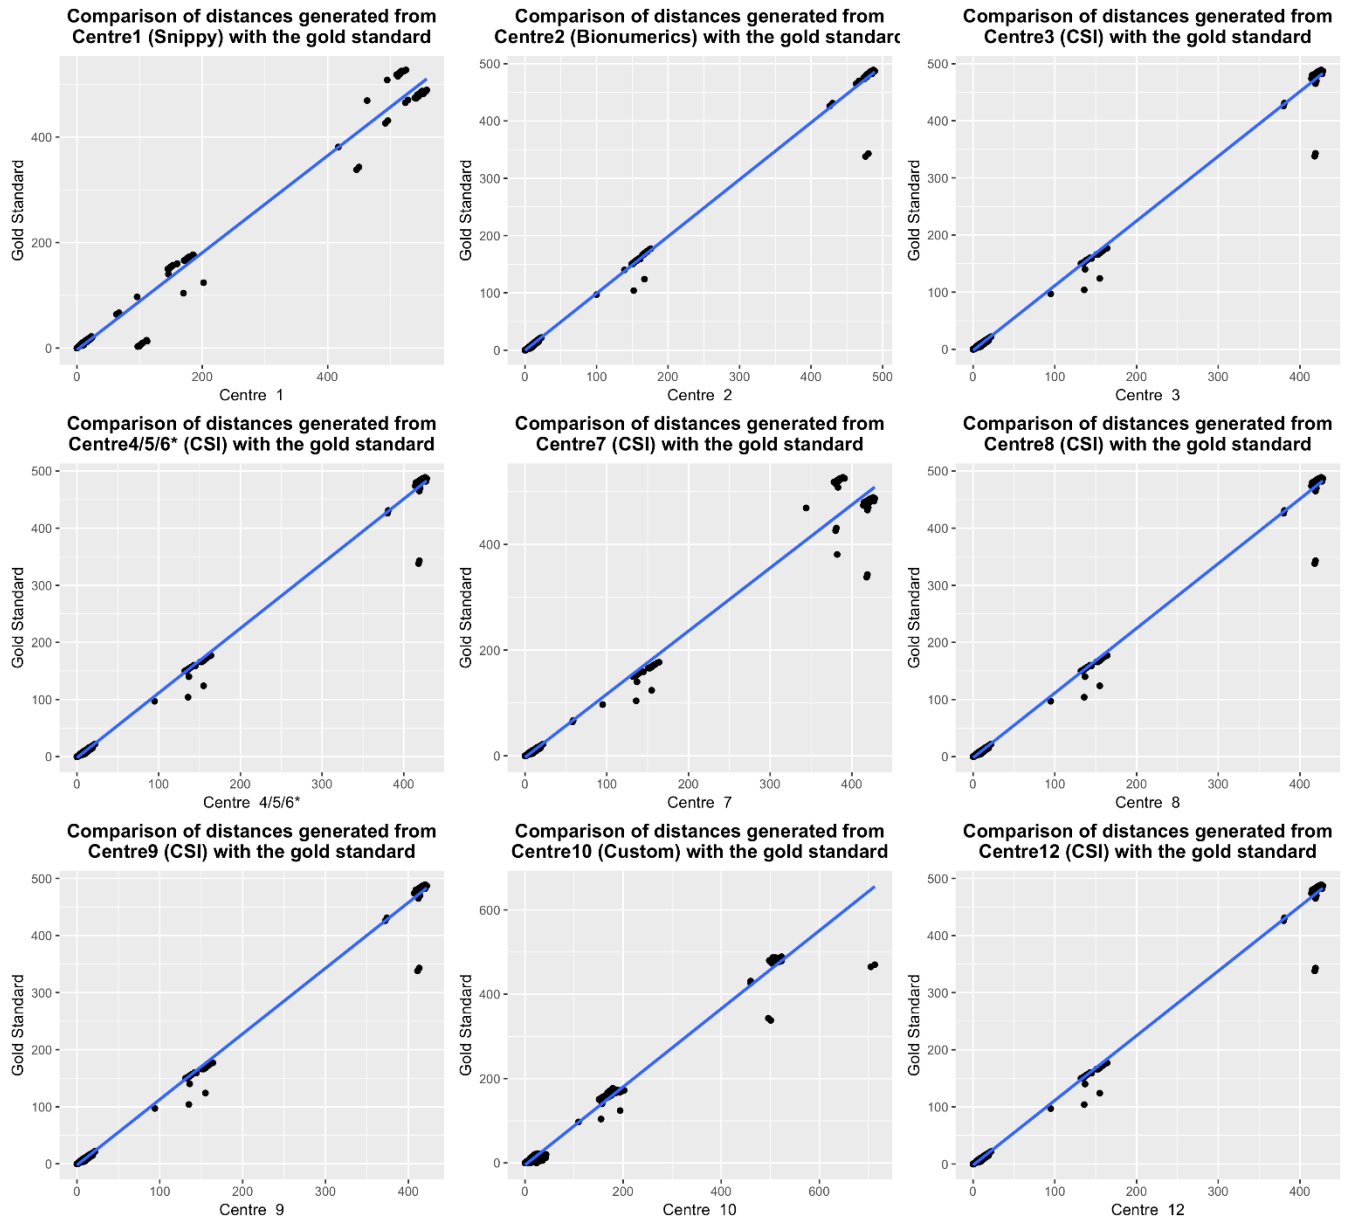 Comparison of distances generated from
Centre1 (Snippy) with the gold standard
Gold Standard
400
200
0
0 200 400
Centre 1
Comparison of distances generated from
Centre2 (Bionumerics) with the gold standard
Gold Standard
500
400
300
200
100
0
0 100 200 300 400 500
Centre 2
Comparison of distances generated from
Centre3 (CSI) with the gold standard
Gold Standard
500
400
300
200
100
0
0 100 200 300 400
Centre 3
Comparison of distances generated from
Centre4/5/6* (CSI) with the gold standard
Gold Standard
500
400
300
200
100
0
0 100 200 300 400
Centre 4/5/6*
Comparison of distances generated from
Centre7 (CSI) with the gold standard
Gold Standard
400
200
0
0 100 200 300 400
Centre 7
Comparison of distances generated from
Centre8 (CSI) with the gold standard
Gold Standard
500
400
300
200
100
0
0 100 200 300 400
Centre 8
Comparison of distances generated from
Centre9 (CSI) with the gold standard
Gold Standard
500
400
300
200
100
0
0 100 200 300 400
Centre 9
Comparison of distances generated from
Centre10 (Custom) with the gold standard
Gold Standard
600
400
200
0
0 200 400 600
Centre 10
Comparison of distances generated from
Centre12 (CSI) with the gold standard
Gold Standard
500
400
300
200
100
0
0 100 200 300 400
Centre 12